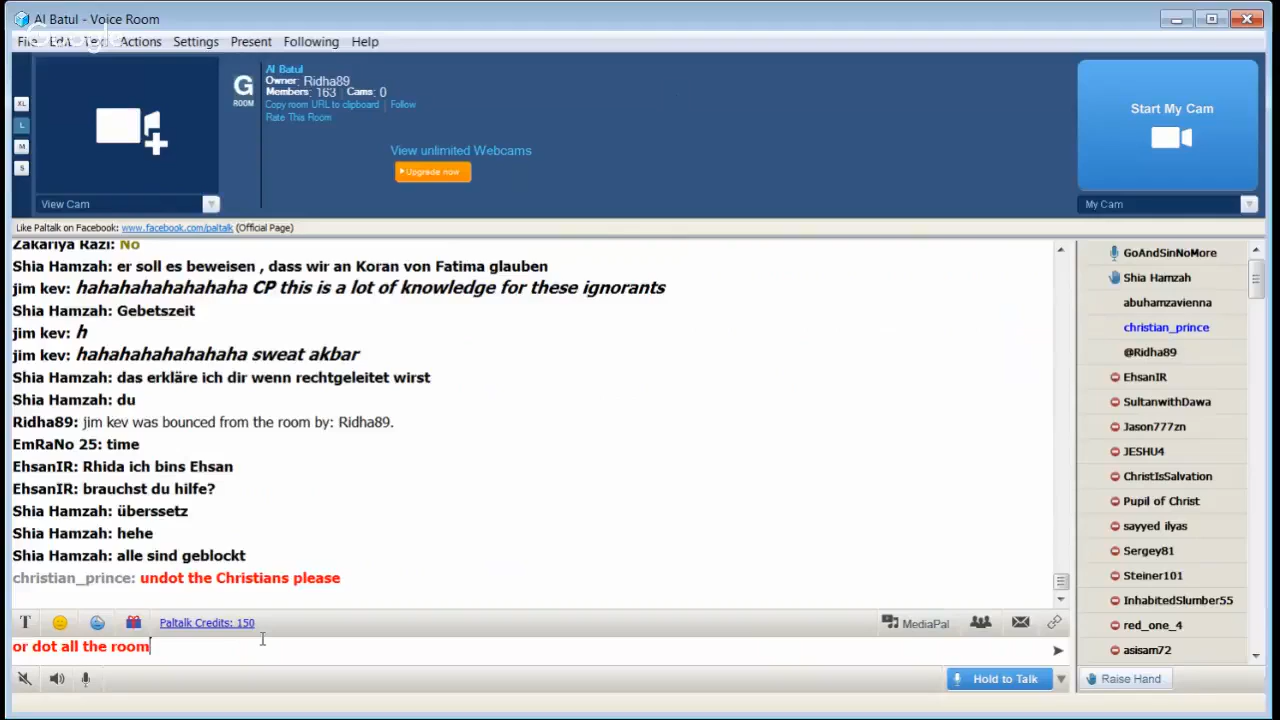 Al Batul - Voice Room
File Edit Text Actions Settings Present Following Help
Google
XL
L
M
S
G
ROOM
Al Batul
Owner: Ridha89
Members: 163 | Cams: 0
Copy room URL to clipboard | Follow
Rate This Room
View unlimited Webcams
Upgrade now
Start My Cam
View Cam
My Cam
Like Paltalk on Facebook: www.facebook.com/paltalk (Official Page)
Zakariya Razi: No
Shia Hamzah: er soll es beweisen , dass wir an Koran von Fatima glauben
jim kev: hahahahahahahaha CP this is a lot of knowledge for these ignorants
Shia Hamzah: Gebetszeit
jim kev: h
jim kev: hahahahahahahaha sweat akbar
Shia Hamzah: das erkläre ich dir wenn rechtgeleitet wirst
Shia Hamzah: du
Ridha89: jim kev was bounced from the room by: Ridha89.
EmRaNo 25: time
EhsanIR: Rhida ich bins Ehsan
EhsanIR: brauchst du hilfe?
Shia Hamzah: überssetz
Shia Hamzah: hehe
Shia Hamzah: alle sind geblockt
christian_prince: undot the Christians please
GoAndSinNoMore
Shia Hamzah
abuhamzavienna
christian_prince
@Ridha89
EhsanIR
SultanwithDawa
Jason777zn
JESHU4
ChristIsSalvation
Pupil of Christ
sayyed ilyas
Sergey81
Steiner101
InhabitedSlumber55
red_one_4
asisam72
T
Paltalk Credits: 150
MediaPal
or dot all the room
Hold to Talk
Raise Hand